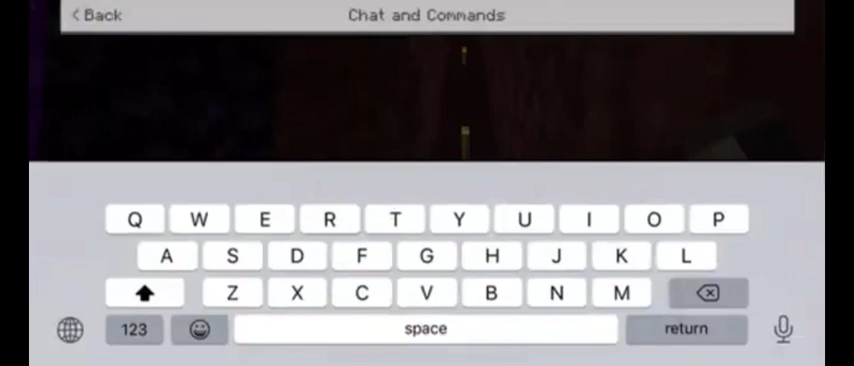 < Back Chat and Commands
Q W E R T Y U I O P
A S D F G H J K L
Z X C V B N M
123 space return